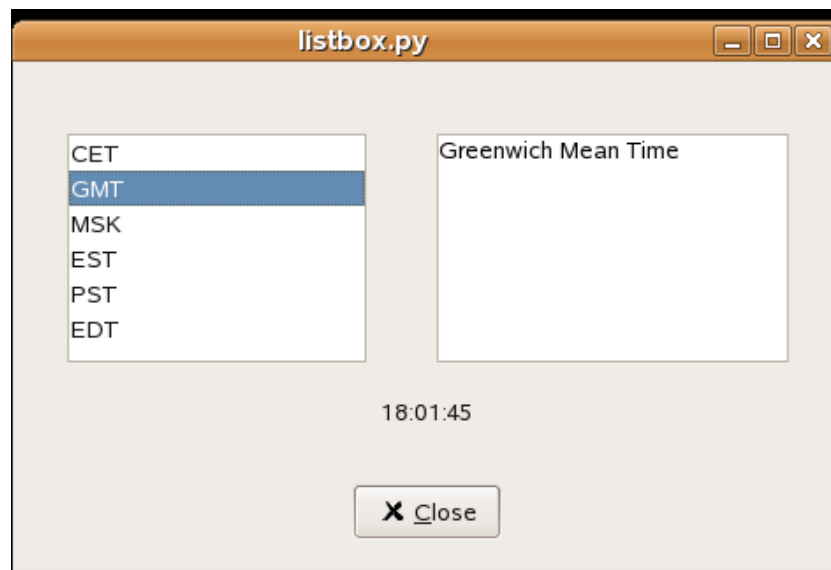 listbox.py
CET
GMT
MSK
EST
PST
EDT
Greenwich Mean Time
18:01:45
Close